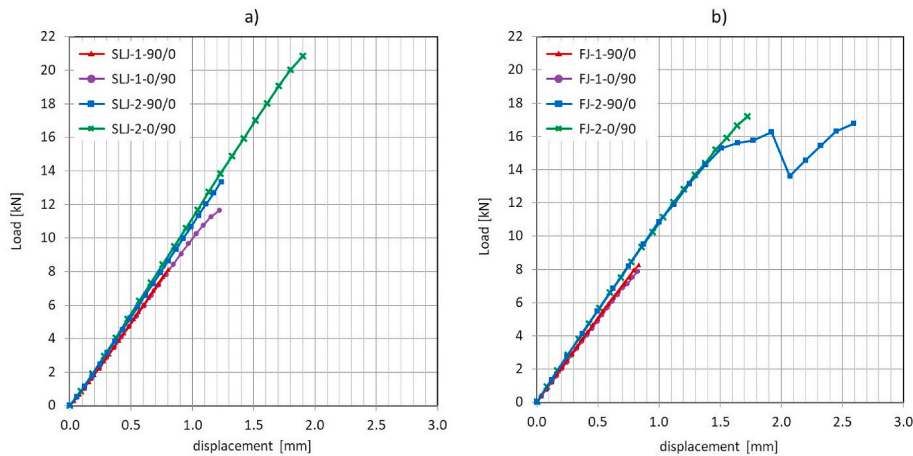 a)
22
20
18
16
14
12
10
8
6
4
2
0
Load [kN]
SLJ-1-90/0
SLJ-1-0/90
SLJ-2-90/0
SLJ-2-0/90
0.0 0.5 1.0 1.5 2.0 2.5 3.0
displacement [mm]
b)
22
20
18
16
14
12
10
8
6
4
2
0
Load [kN]
FJ-1-90/0
FJ-1-0/90
FJ-2-90/0
FJ-2-0/90
0.0 0.5 1.0 1.5 2.0 2.5 3.0
displacement [mm]